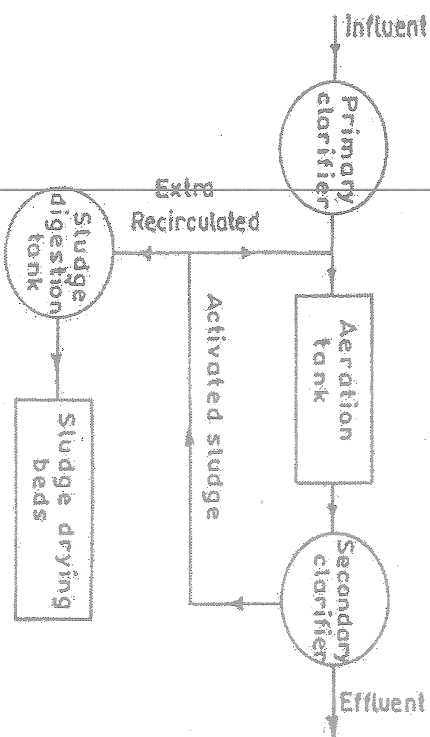 Influent
Primary
clarifier
Extra
Recirculated
Sludge
digestion
tank
Aeration
tank
Activated sludge
Sludge drying
beds
Secondary
clarifier
Effluent